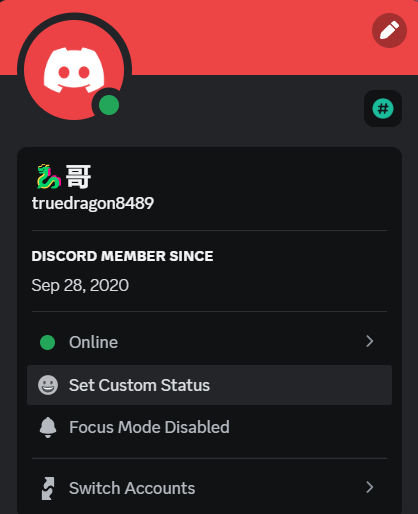 🐉哥
truedragon8489
DISCORD MEMBER SINCE
Sep 28, 2020
Online
Set Custom Status
Focus Mode Disabled
Switch Accounts